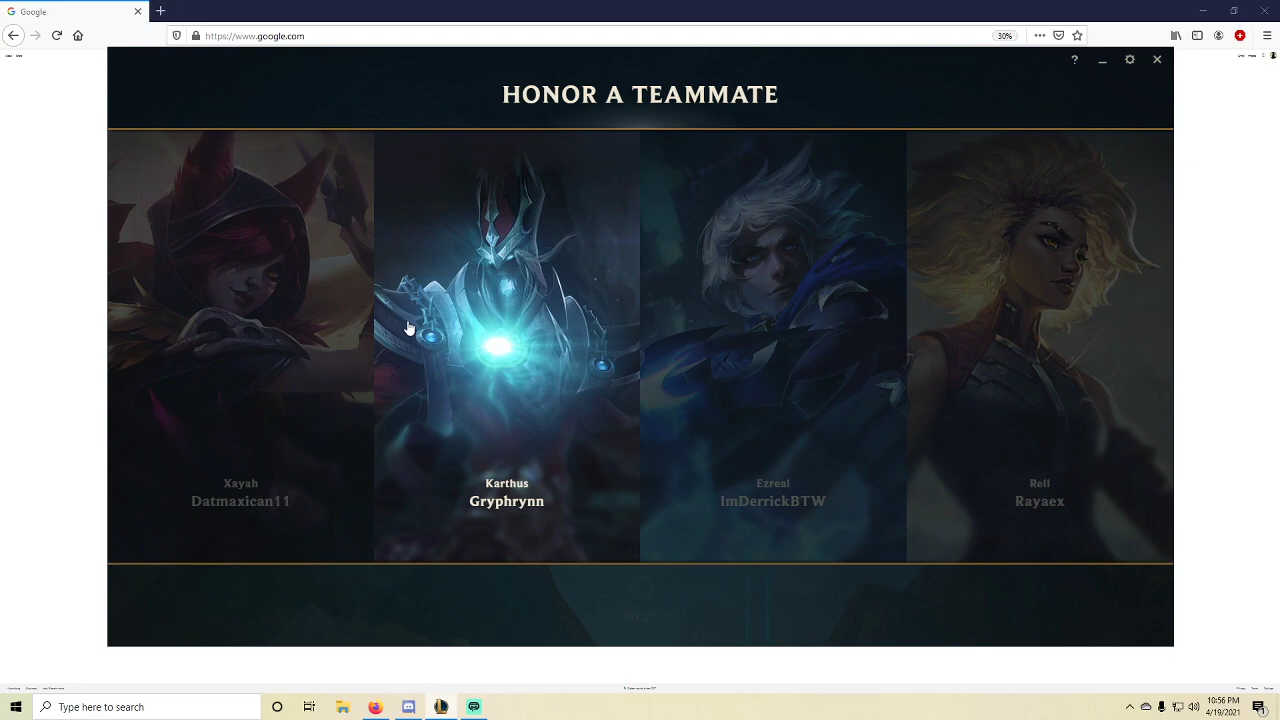 Google
https://www.google.com
30%
HONOR A TEAMMATE
Xayah
Datmaxican11
Karthus
Gryphrynn
Ezreal
ImDerrickBTW
Rell
Rayaex
Type here to search
10:56 PM
4/19/2021